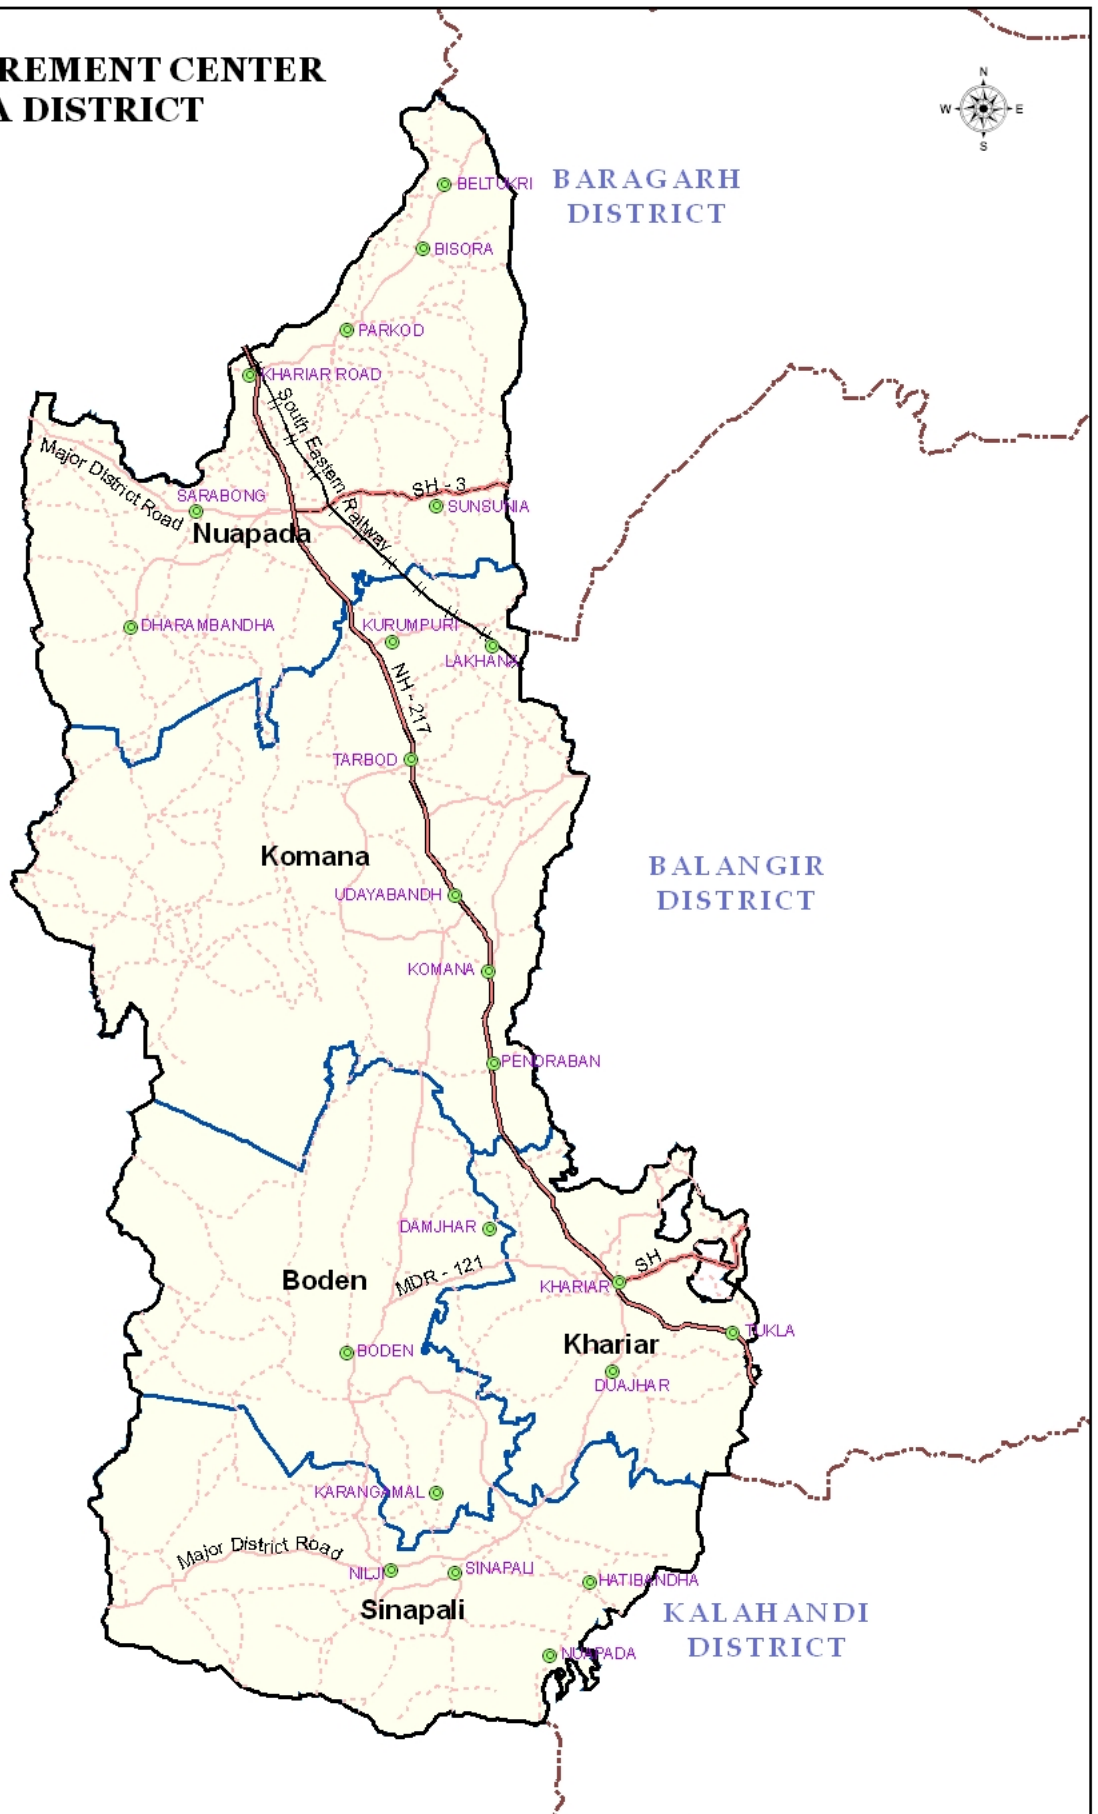 REMENT CENTER
A DISTRICT
N
W
E
S
BELTUKRI
BARAGARH
DISTRICT
BISORA
PARKOD
KHARIAR ROAD
South Eastern Railway
Major District Road
SARABONG
SH - 3
SUNSUNIA
Nuapada
DHARAMBANDHA
KURUMPURI
LAKHANA
NH - 217
TARBOD
Komana
BALANGIR
DISTRICT
UDAYABANDH
KOMANA
PENDRABAN
DAMJHAR
MDR - 121
SH
Boden
KHARIAR
TUKLA
Khariar
BODEN
DUAJHAR
KARANGAMAL
Major District Road
NILJI
SINAPALI
HATIBANDHA
Sinapali
KALAHANDI
DISTRICT
NUAPADA